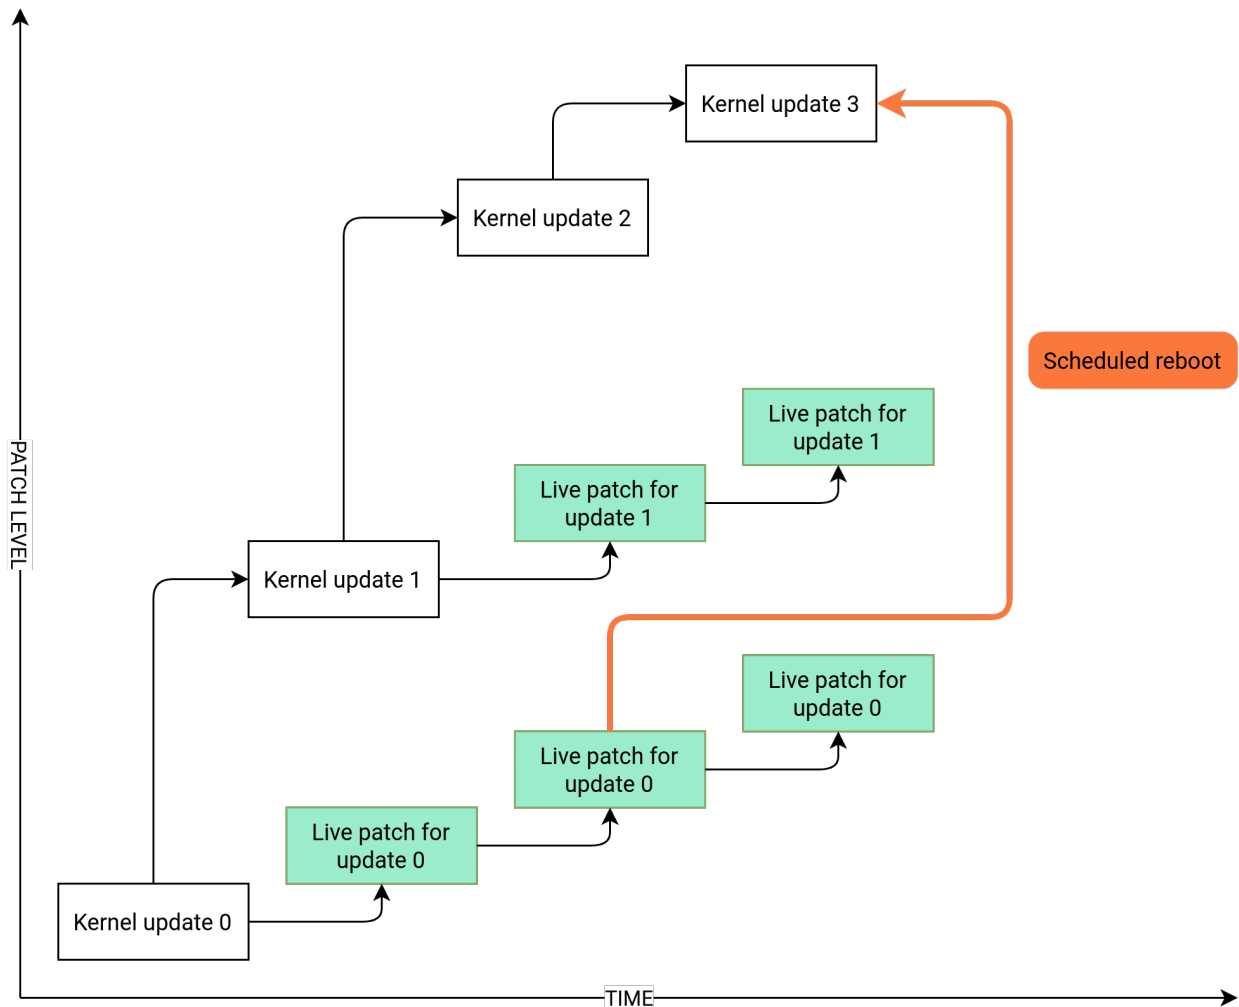 Kernel update 3
Kernel update 2
Scheduled reboot
Live patch for
update 1
PATCH LEVEL
Live patch for
update 1
Kernel update 1
Live patch for
update 0
Live patch for
update 0
Live patch for
update 0
Kernel update 0
TIME